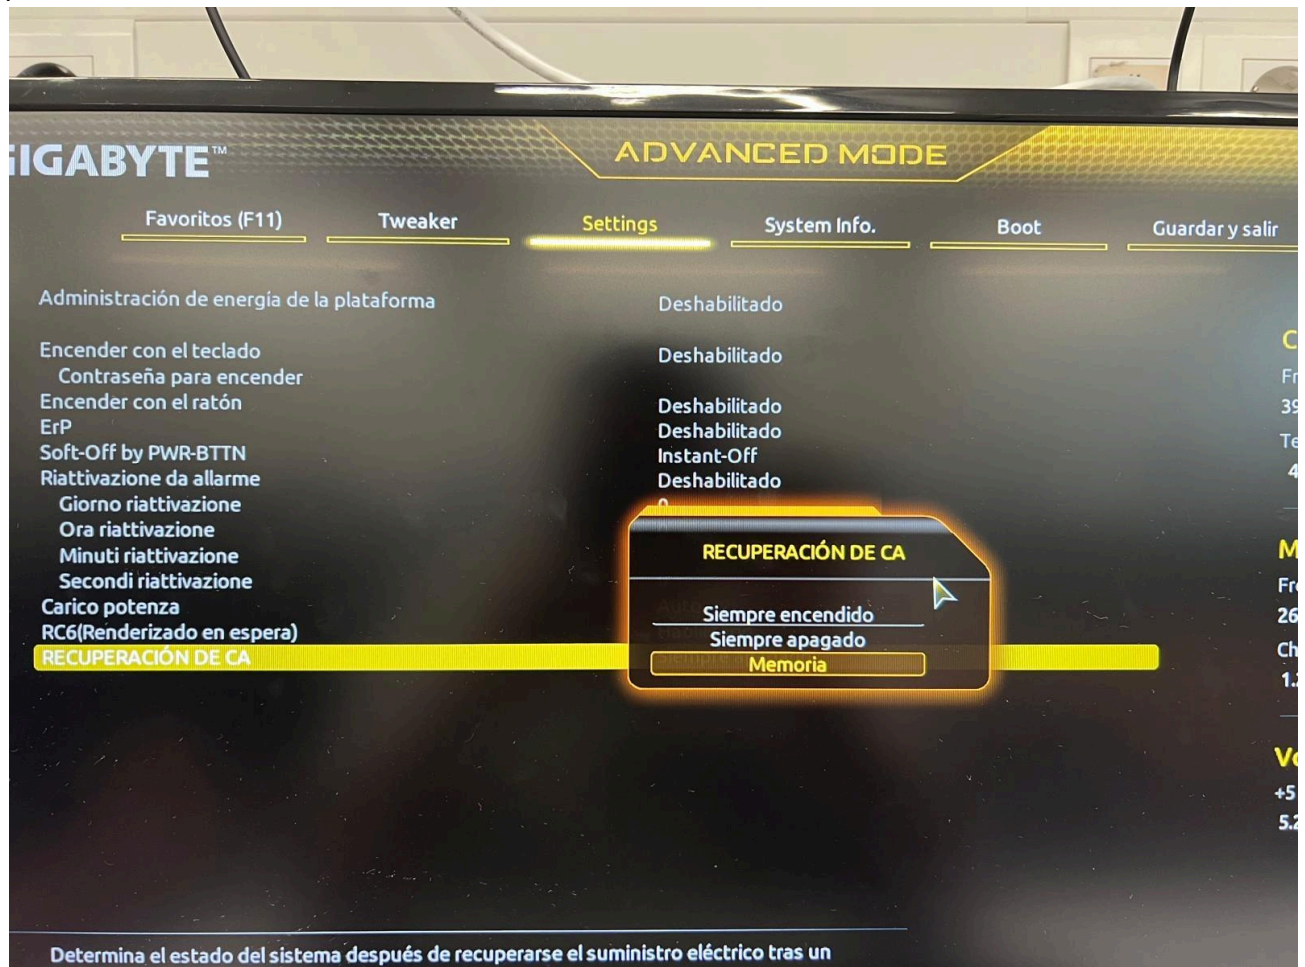 GIGABYTE™
ADVANCED MODE
Favoritos (F11) Tweaker Settings System Info. Boot Guardar y salir
Administración de energía de la plataforma Deshabilitado
Encender con el teclado Deshabilitado
Contraseña para encender
Encender con el ratón Deshabilitado
ErP Deshabilitado
Soft-Off by PWR-BTTN Instant-Off
Riattivazione da allarme Deshabilitado
Giorno riattivazione
Ora riattivazione
Minuti riattivazione
Secondi riattivazione
Carico potenza
RC6(Renderizado en espera)
RECUPERACIÓN DE CA
RECUPERACIÓN DE CA
Siempre encendido
Siempre apagado
Memoria
Determina el estado del sistema después de recuperarse el suministro eléctrico tras un